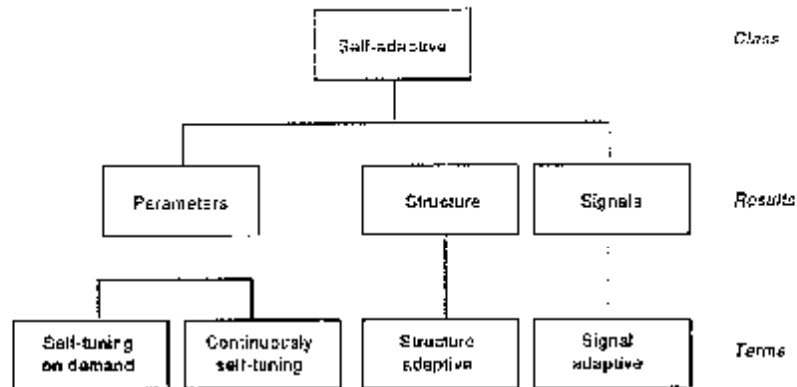 Self-adaptive
Class
Parameters
Structure
Signals
Results
Self-tuning
on demand
Continuously
self-tuning
Structure
adaptive
Signal
adaptive
Terms